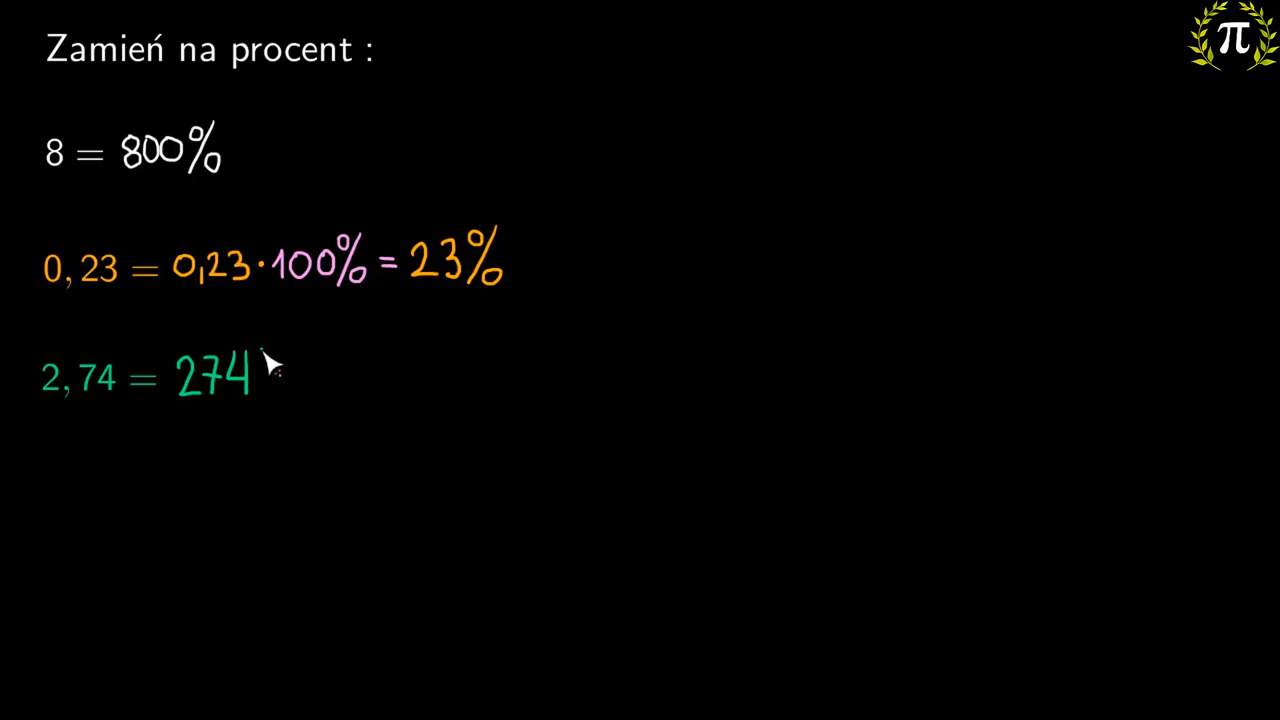 Zamień na procent :
8 = 800%
0,23 = 0,23 · 100% = 23%
2,74 = 274
π